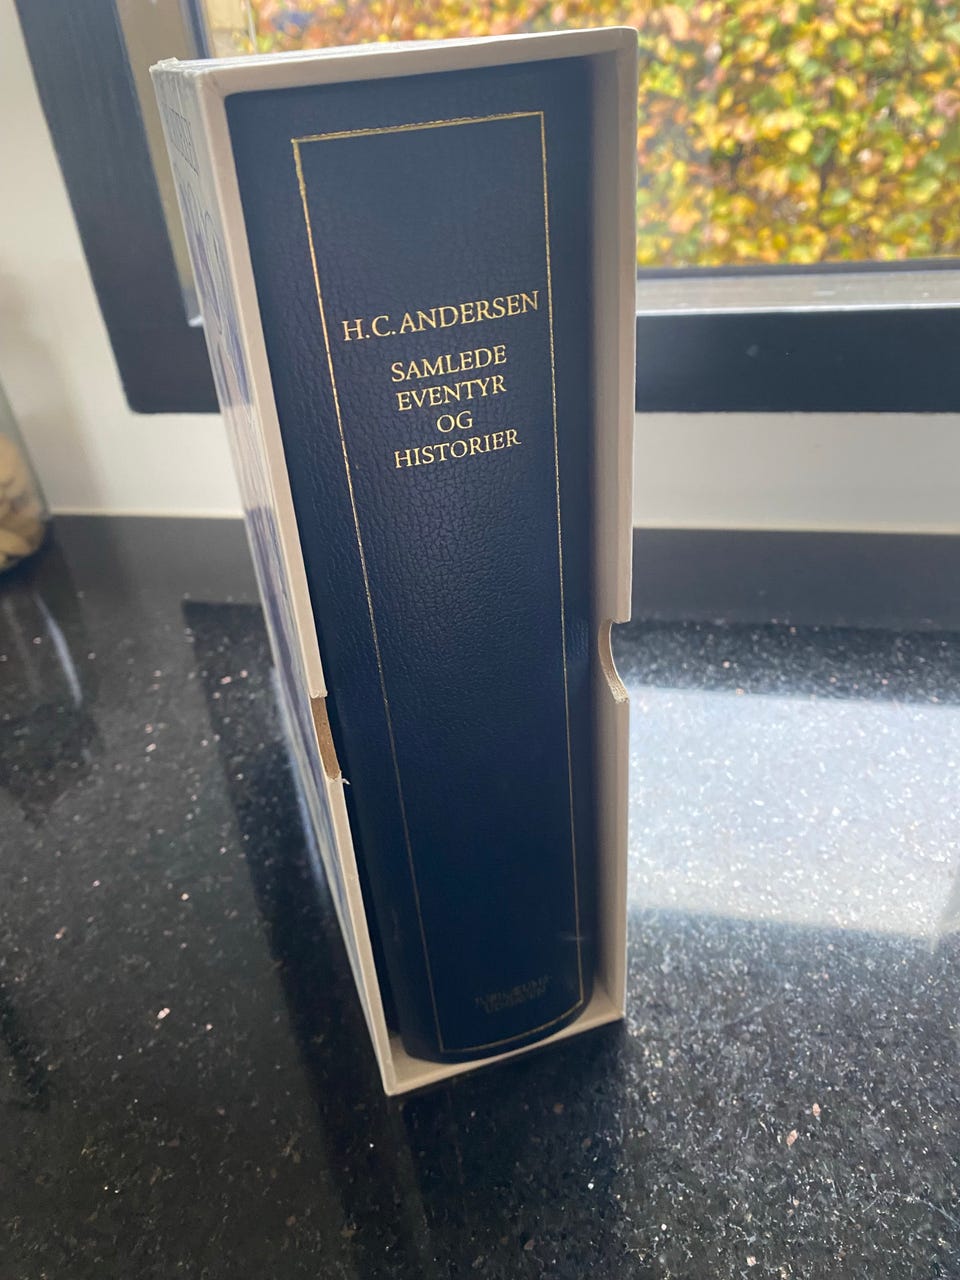 H.C. ANDERSEN
SAMLEDE
EVENTYR
OG
HISTORIER